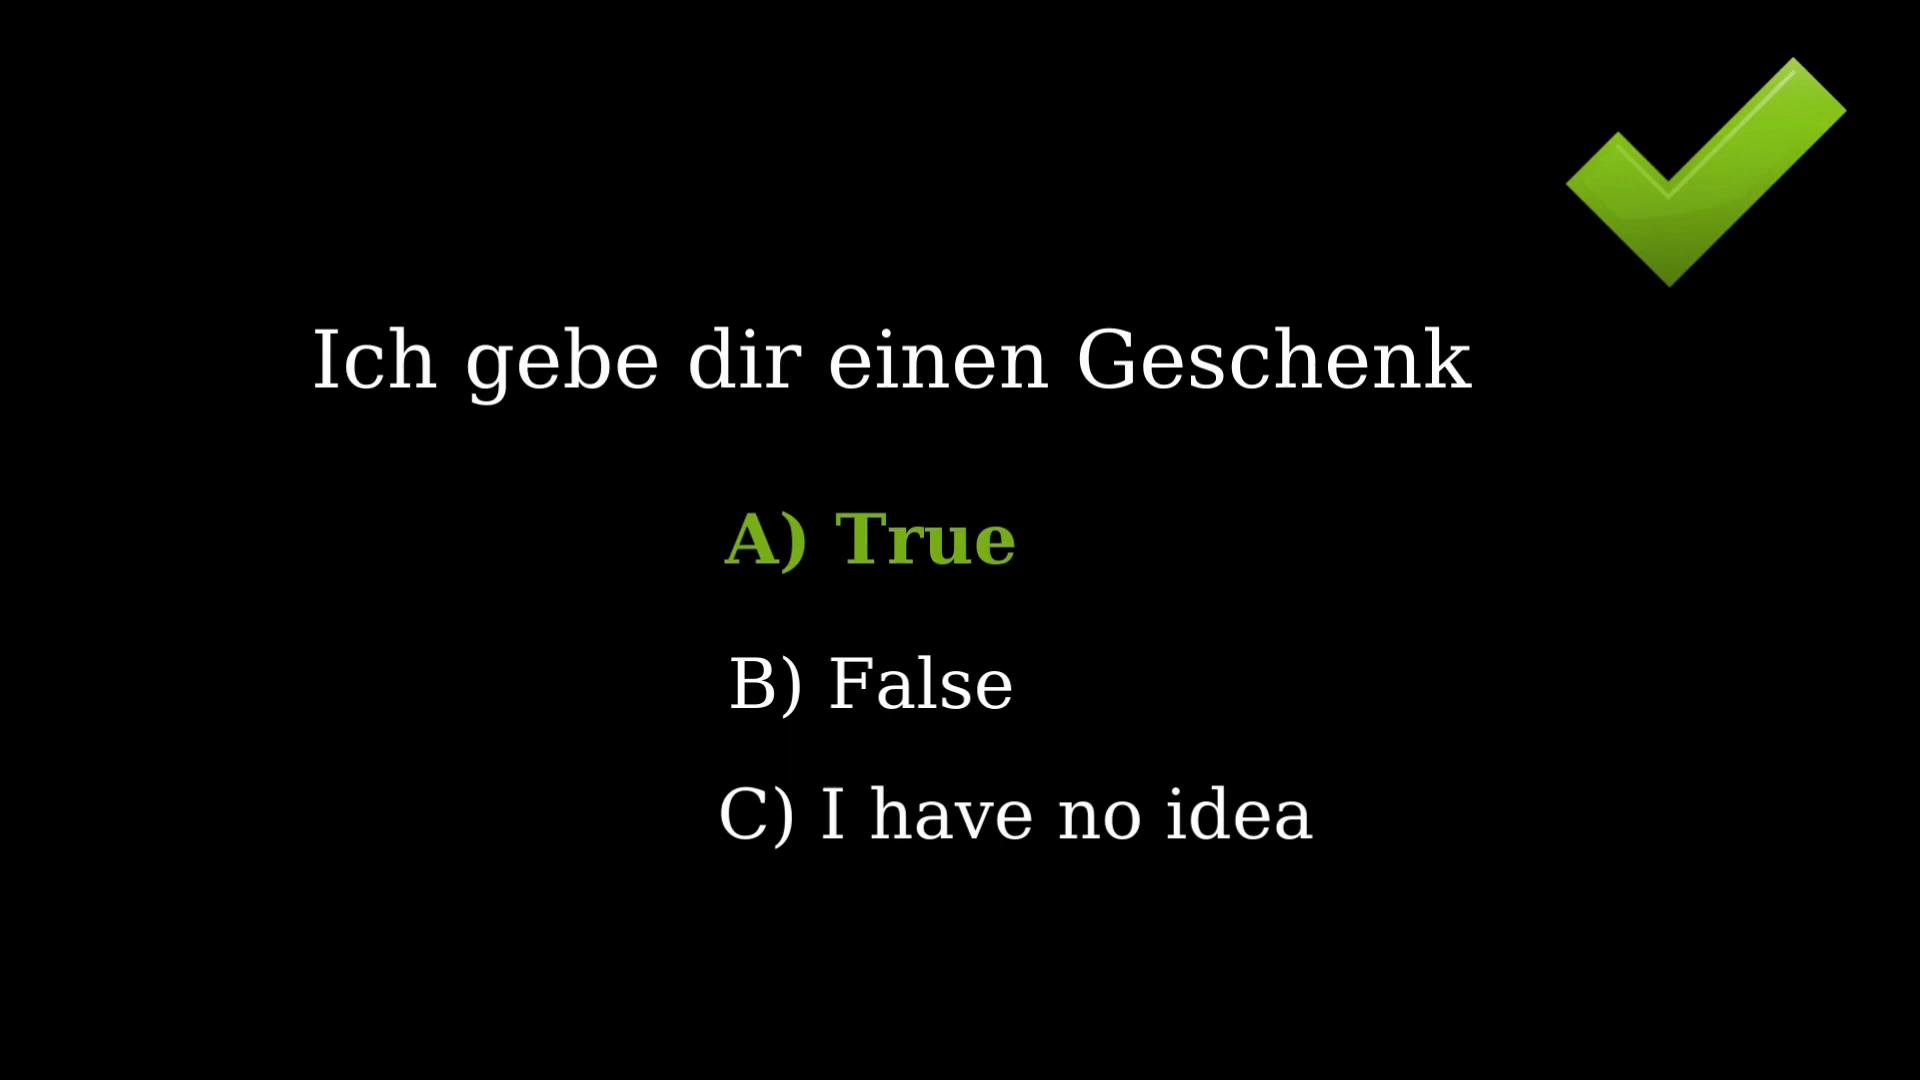 Ich gebe dir einen Geschenk
A) True
B) False
C) I have no idea